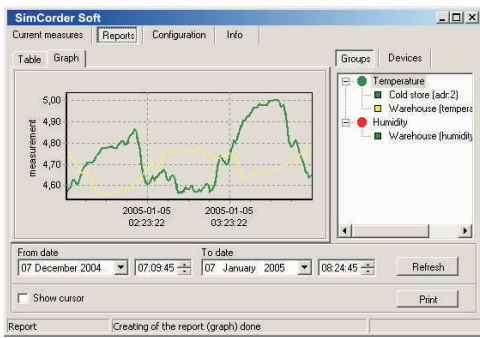 SimCorder Soft
Current measures Reports Configuration Info
Table Graph
Groups Devices
Temperature
Cold store (adr:2)
Warehouse (tempera
Humidity
Warehouse (humidity
measurement
5,00
4,90
4,80
4,70
4,60
2005-01-05 2005-01-05
02:23:22 03:23:22
From date To date
07 December 2004 07:09:45 07 January 2005 08:24:45 Refresh
Show cursor Print
Report Creating of the report (graph) done